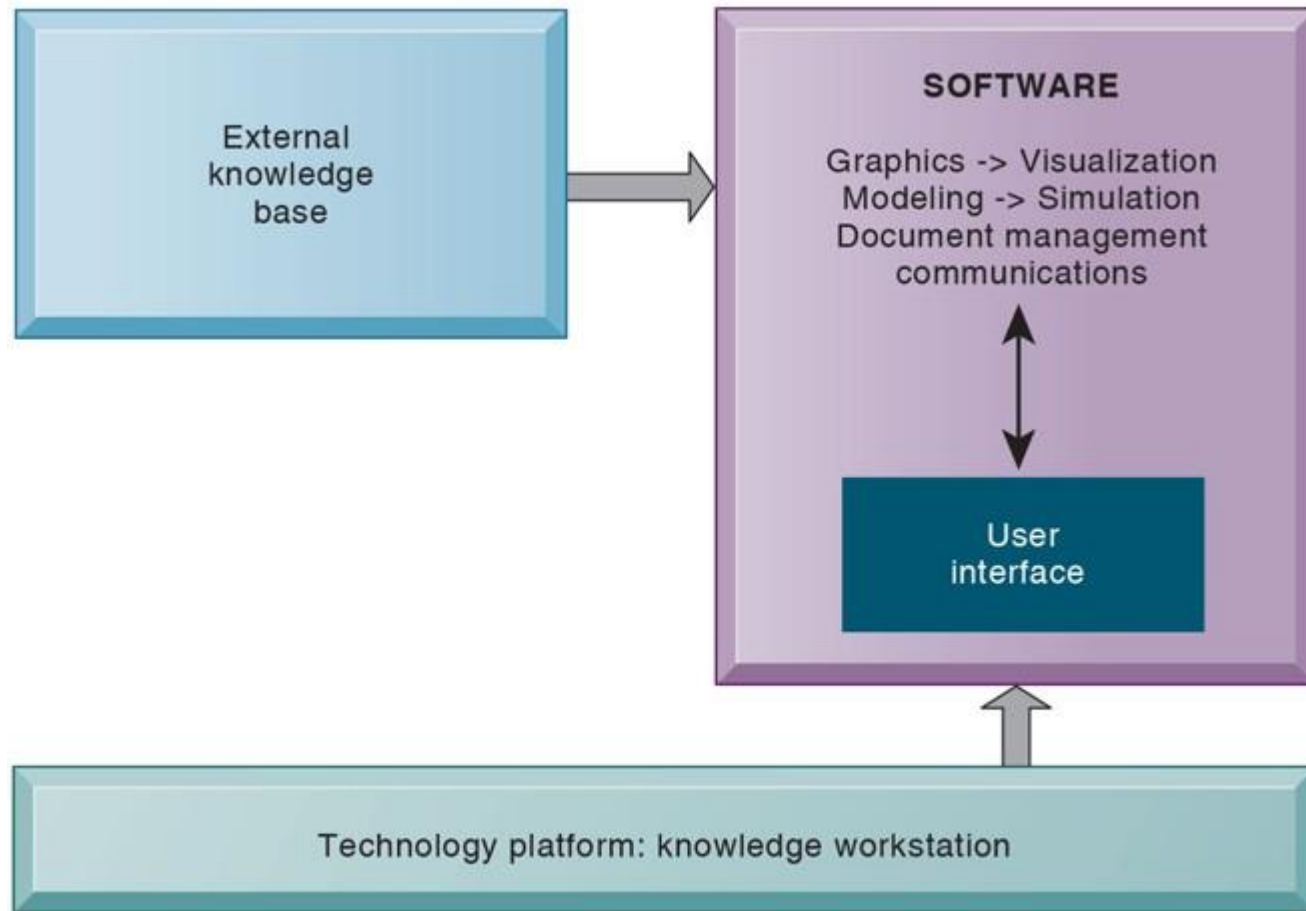 External
knowledge
base
SOFTWARE
Graphics -> Visualization
Modeling -> Simulation
Document management
communications
User
interface
Technology platform: knowledge workstation